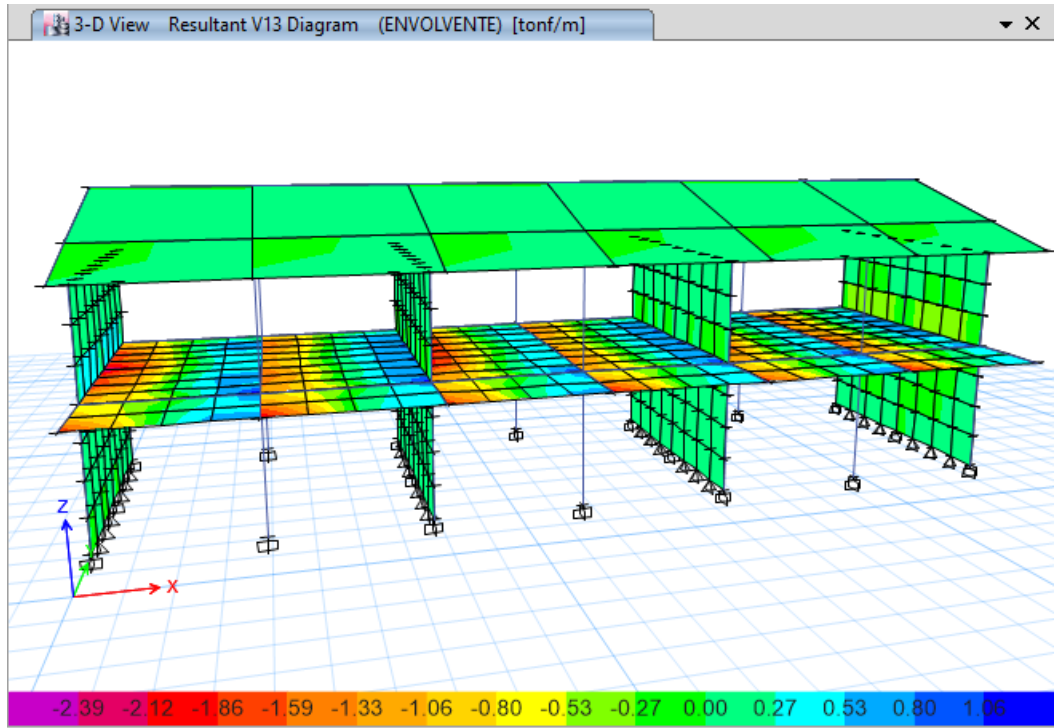 3-D View Resultant V13 Diagram (ENVOLVENTE) [tonf/m]
Z
X
-2.39 -2.12 -1.86 -1.59 -1.33 -1.06 -0.80 -0.53 -0.27 0.00 0.27 0.53 0.80 1.06